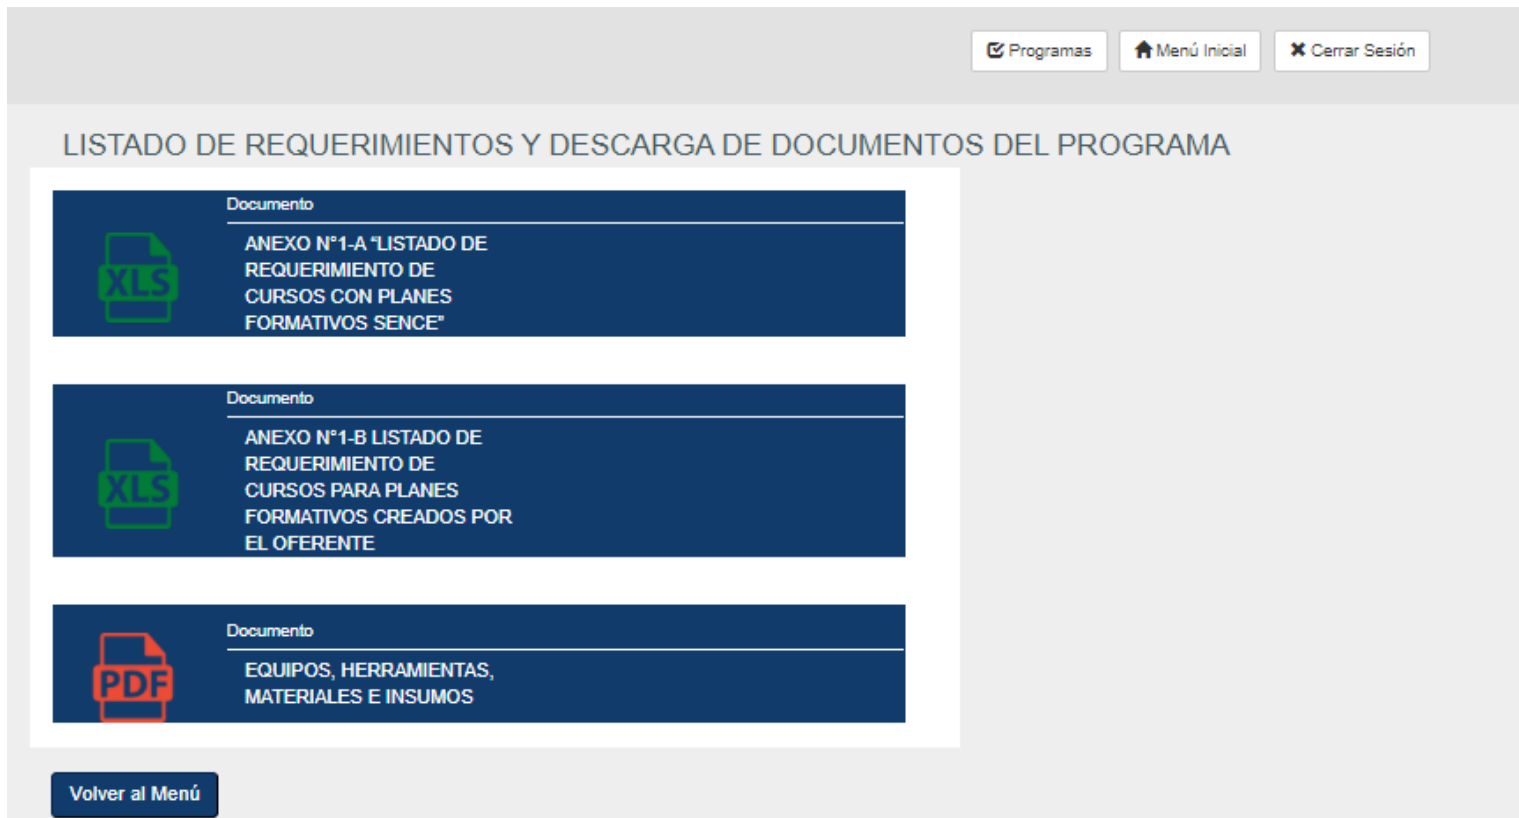 Programas
Menú Inicial
Cerrar Sesión
LISTADO DE REQUERIMIENTOS Y DESCARGA DE DOCUMENTOS DEL PROGRAMA
Documento
XLS
ANEXO N°1-A "LISTADO DE
REQUERIMIENTO DE
CURSOS CON PLANES
FORMATIVOS SENCE"
Documento
XLS
ANEXO N°1-B LISTADO DE
REQUERIMIENTO DE
CURSOS PARA PLANES
FORMATIVOS CREADOS POR
EL OFERENTE
Documento
PDF
EQUIPOS, HERRAMIENTAS,
MATERIALES E INSUMOS
Volver al Menú